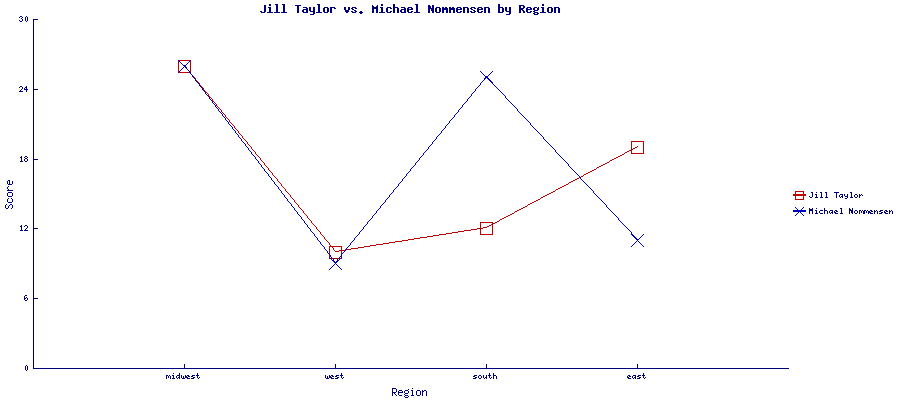 Jill Taylor vs. Michael Nommensen by Region
30
24
18
12
6
0
Score
midwest west south east
Region
Jill Taylor
Michael Nommensen